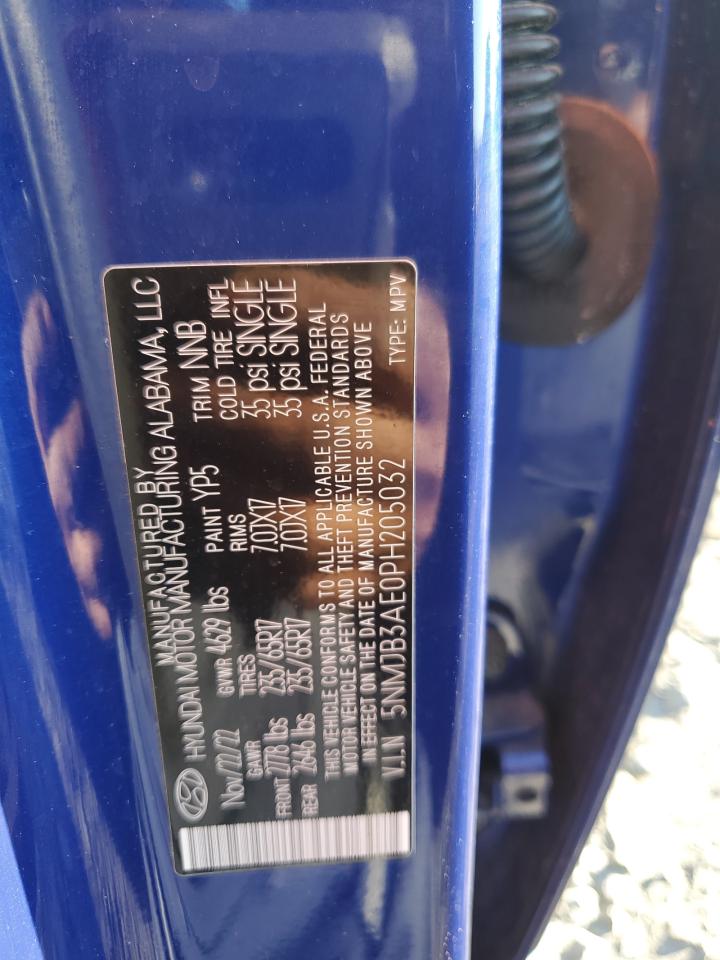 MANUFACTURED BY
HYUNDAI MOTOR MANUFACTURING ALABAMA, LLC
Nov/22/22 GVWR 4629 lbs PAINT YP5 TRIM NNB
GAWR TIRES RIMS COLD TIRE INFL
FRONT 2778 lbs 235/65R17 7.0JX17 35 psi SINGLE
REAR 2646 lbs 235/65R17 7.0JX17 35 psi SINGLE
THIS VEHICLE CONFORMS TO ALL APPLICABLE U.S.A. FEDERAL
MOTOR VEHICLE SAFETY AND THEFT PREVENTION STANDARDS
IN EFFECT ON THE DATE OF MANUFACTURE SHOWN ABOVE
V.I.N 5NMJB3AE0PH205032 TYPE: MPV